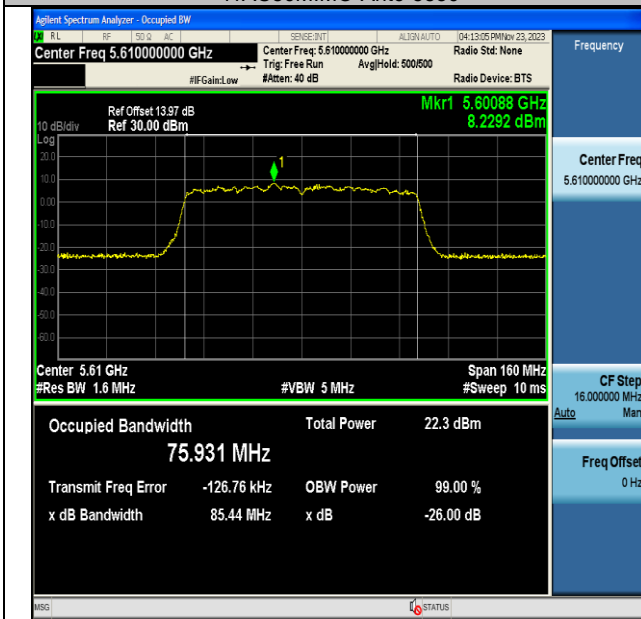 Agilent Spectrum Analyzer - Occupied BW
RL RF 50 Ω AC SENSE:INT ALIGN AUTO 04:13:05 PM Nov 23, 2023
Center Freq 5.610000000 GHz
Center Freq: 5.610000000 GHz
Radio Std: None
Trig: Free Run Avg|Hold: 500/500
#IFGain:Low #Atten: 40 dB Radio Device: BTS
Frequency
Mkr1 5.60088 GHz
8.2292 dBm
Ref Offset 13.97 dB
10 dB/div Ref 30.00 dBm
Log
20.0
10.0
0.00
-10.0
-20.0
-30.0
-40.0
-50.0
-60.0
1
Center 5.61 GHz Span 160 MHz
#Res BW 1.6 MHz #VBW 5 MHz #Sweep 10 ms
Center Freq
5.610000000 GHz
CF Step
16.000000 MHz
Auto Man
Freq Offset
0 Hz
Occupied Bandwidth Total Power 22.3 dBm
75.931 MHz
Transmit Freq Error -126.76 kHz OBW Power 99.00 %
x dB Bandwidth 85.44 MHz x dB -26.00 dB
MSG STATUS